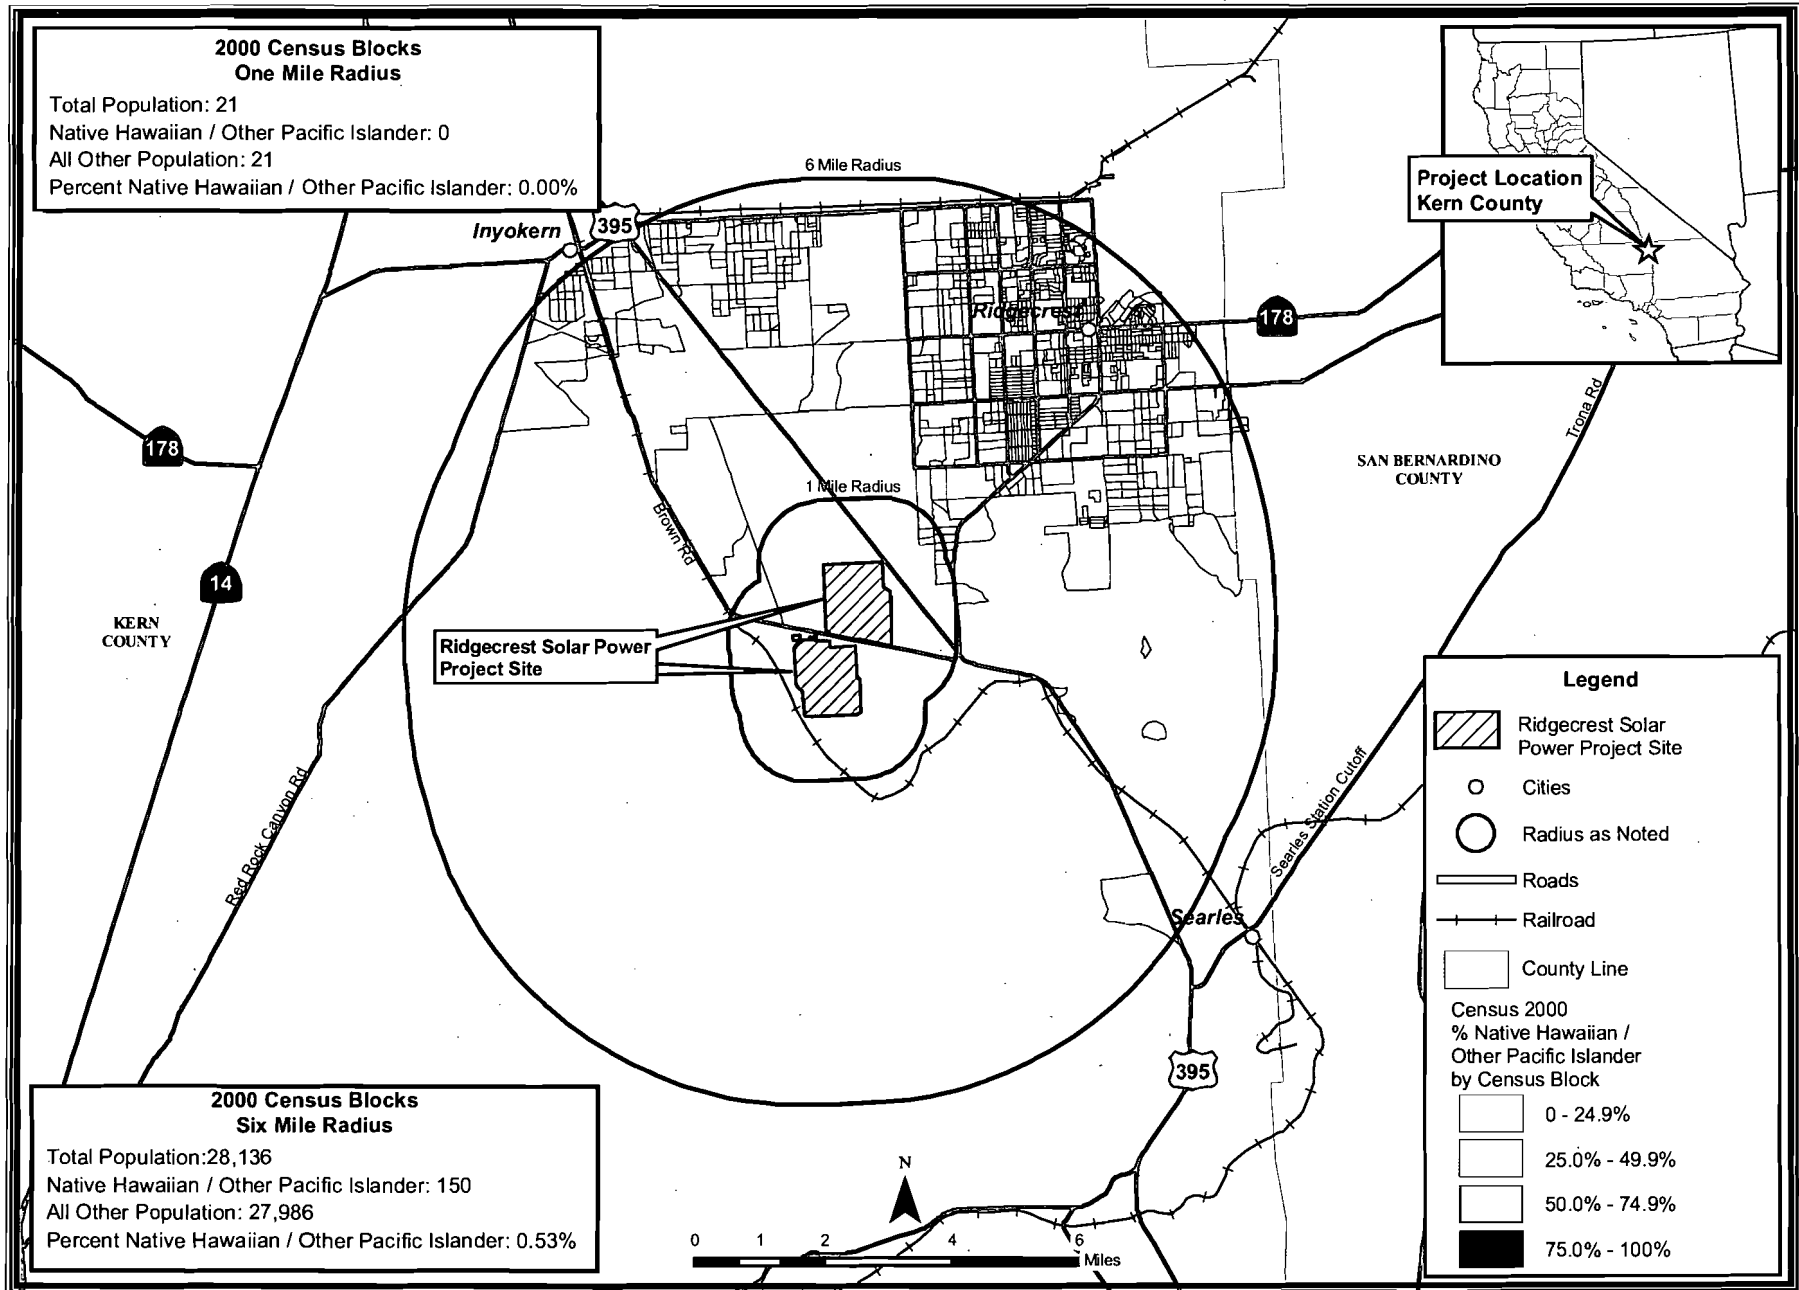 2000 Census Blocks
One Mile Radius
Total Population: 21
Native Hawaiian / Other Pacific Islander: 0
All Other Population: 21
Percent Native Hawaiian / Other Pacific Islander: 0.00%
6 Mile Radius
Project Location
Kern County
Inyokern
395
Ridgecrest
178
Trona Rd
178
SAN BERNARDINO
COUNTY
1 Mile Radius
Brown Rd
14
KERN
COUNTY
Ridgecrest Solar Power
Project Site
Red Rock Canyon Rd
Searles Station Cutoff
Searles
395
Legend
Ridgecrest Solar
Power Project Site
Cities
Radius as Noted
Roads
Railroad
County Line
Census 2000
% Native Hawaiian /
Other Pacific Islander
by Census Block
0 - 24.9%
25.0% - 49.9%
50.0% - 74.9%
75.0% - 100%
2000 Census Blocks
Six Mile Radius
Total Population:28,136
Native Hawaiian / Other Pacific Islander: 150
All Other Population: 27,986
Percent Native Hawaiian / Other Pacific Islander: 0.53%
N
0 1 2 4 6
Miles